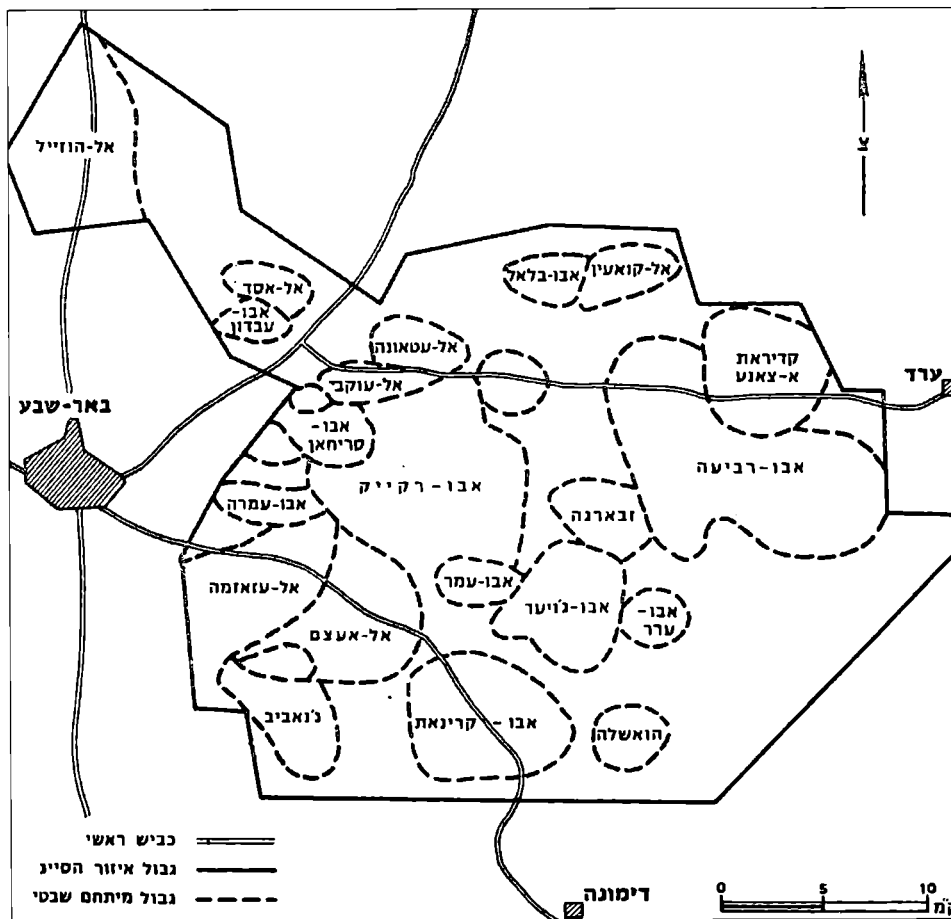 צ
אל-הוזייל
אל-קואעין
אבו-בלאל
אל-אסד
אבו-
עבדון
אל-עטאונה
קדיראת
א-צאנע
ערד
אל-עוקבי
באר-שבע
אבו-
סריחאן
אבו-רביעה
אבו-רקייק
אבו-עמרה
זבארגה
אבו-עמר
אל-עזאזמה
אבו-ג'ויער
אבו-
ערר
אל-אעצם
ג'נאביב
אבו-קרינאת
הואשלה
כביש ראשי
גבול איזור הסייג
גבול מיתחם שבטי
דימונה
0 5 10
ק"מ